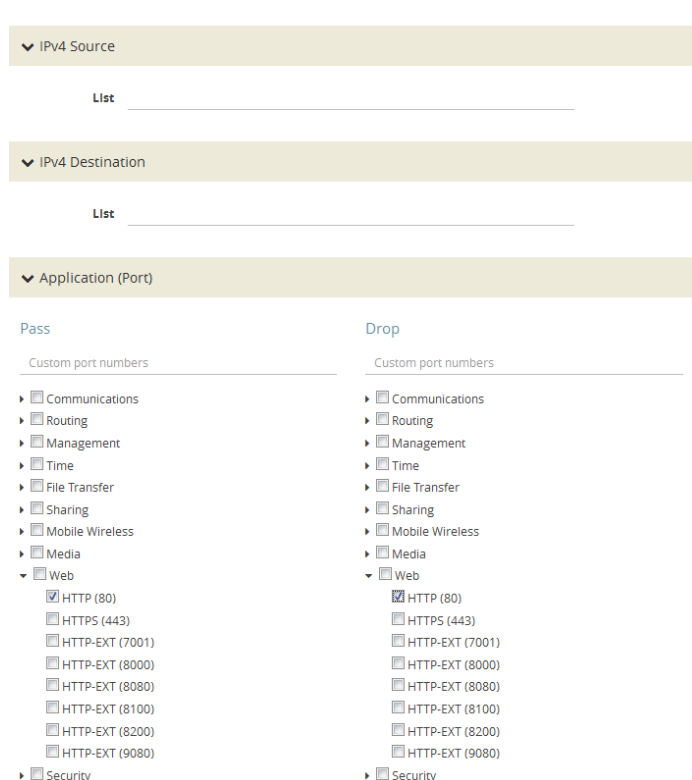 IPv4 Source
List
IPv4 Destination
List
Application (Port)
Pass
Custom port numbers
Communications
Routing
Management
Time
File Transfer
Sharing
Mobile Wireless
Media
Web
HTTP (80)
HTTPS (443)
HTTP-EXT (7001)
HTTP-EXT (8000)
HTTP-EXT (8080)
HTTP-EXT (8100)
HTTP-EXT (8200)
HTTP-EXT (9080)
Security
Drop
Custom port numbers
Communications
Routing
Management
Time
File Transfer
Sharing
Mobile Wireless
Media
Web
HTTP (80)
HTTPS (443)
HTTP-EXT (7001)
HTTP-EXT (8000)
HTTP-EXT (8080)
HTTP-EXT (8100)
HTTP-EXT (8200)
HTTP-EXT (9080)
Security